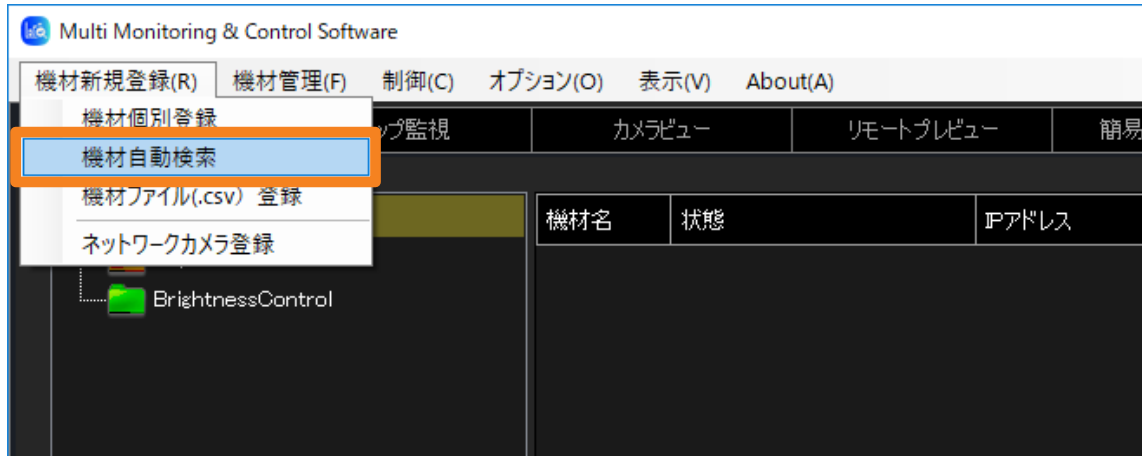 Multi Monitoring & Control Software
機材新規登録(R) 機材管理(F) 制御(C) オプション(O) 表示(V) About(A)
機材個別登録
機材自動検索
機材ファイル(.csv）登録
ネットワークカメラ登録
ップ監視 カメラビュー リモートプレビュー 簡易
機材名 状態 IPアドレス
BrightnessControl